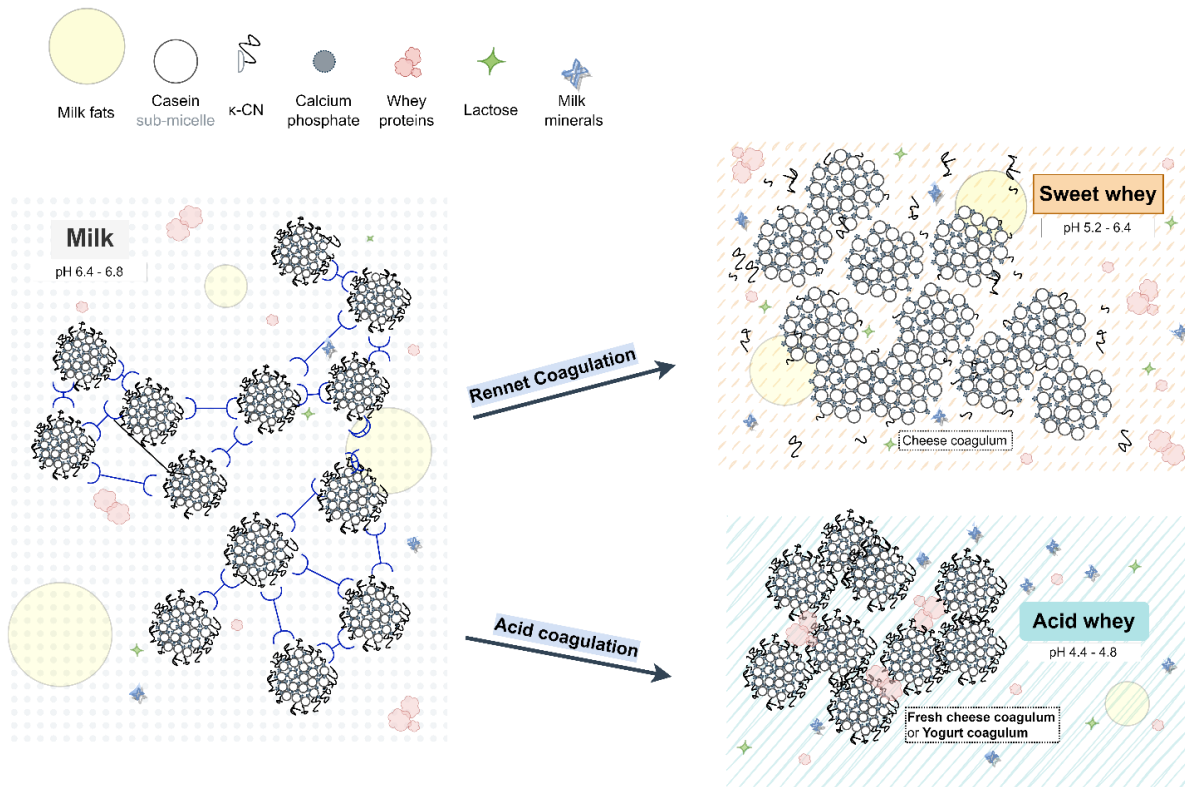 Milk fats
Casein
sub-micelle
κ-CN
Calcium
phosphate
Whey
proteins
Lactose
Milk
minerals
Milk
pH 6.4 - 6.8
Rennet Coagulation
Sweet whey
pH 5.2 - 6.4
Cheese coagulum
Acid coagulation
Acid whey
pH 4.4 - 4.8
Fresh cheese coagulum
or Yogurt coagulum